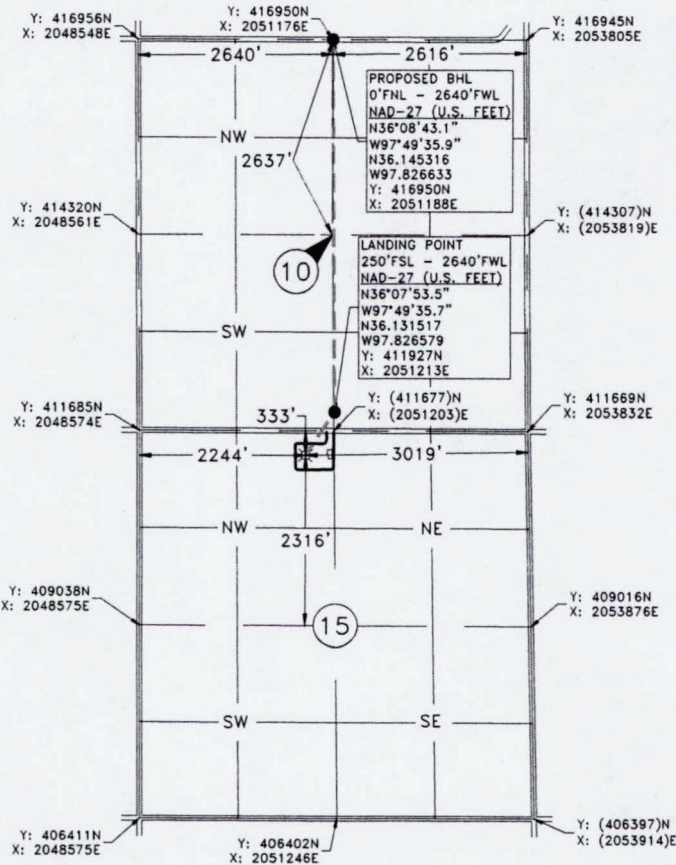 Y: 416950N
X: 2051176E
Y: 416956N
X: 2048548E
Y: 416945N
X: 2053805E
2640'
2616'
PROPOSED BHL
0'FNL - 2640'FWL
NAD-27 (U.S. FEET)
N36°08'43.1"
W97°49'35.9"
N36.145316
W97.826633
Y: 416950N
X: 2051188E
NW
2637'
Y: 414320N
X: 2048561E
Y: (414307)N
X: (2053819)E
10
LANDING POINT
250'FSL - 2640'FWL
NAD-27 (U.S. FEET)
N36°07'53.5"
W97°49'35.7"
N36.131517
W97.826579
Y: 411927N
X: 2051213E
SW
Y: 411685N
X: 2048574E
333'
Y: (411677)N
X: (2051203)E
Y: 411669N
X: 2053832E
2244'
3019'
NW
NE
2316'
Y: 409038N
X: 2048575E
Y: 409016N
X: 2053876E
15
SW
SE
Y: 406411N
X: 2048575E
Y: 406402N
X: 2051246E
Y: (406397)N
X: (2053914)E